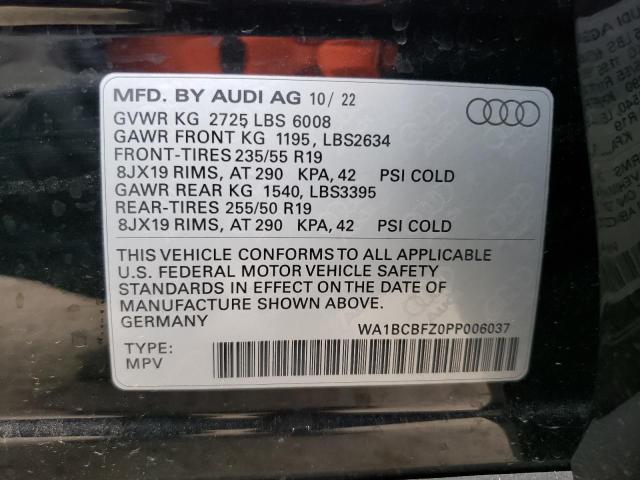 MFD. BY AUDI AG 10/ 22
GVWR KG 2725 LBS 6008
GAWR FRONT KG 1195, LBS2634
FRONT-TIRES 235/55 R19
8JX19 RIMS, AT 290 KPA, 42 PSI COLD
GAWR REAR KG 1540, LBS3395
REAR-TIRES 255/50 R19
8JX19 RIMS, AT 290 KPA, 42 PSI COLD
THIS VEHICLE CONFORMS TO ALL APPLICABLE
U.S. FEDERAL MOTOR VEHICLE SAFETY
STANDARDS IN EFFECT ON THE DATE OF
MANUFACTURE SHOWN ABOVE.
GERMANY
WA1BCBFZ0PP006037
TYPE:
MPV